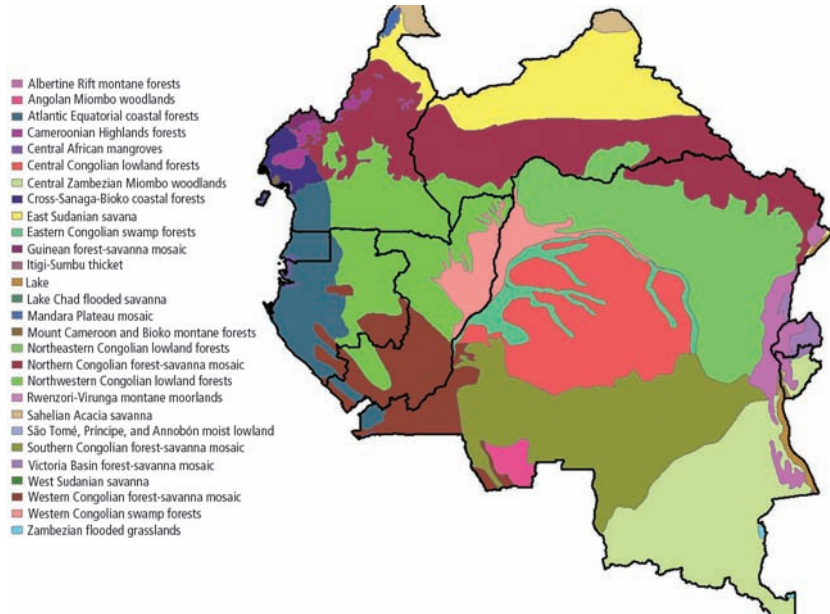 Albertine Rift montane forests
Angolan Miombo woodlands
Atlantic Equatorial coastal forests
Cameroonian Highlands forests
Central African mangroves
Central Congolian lowland forests
Central Zambezian Miombo woodlands
Cross-Sanaga-Bioko coastal forests
East Sudanian savana
Eastern Congolian swamp forests
Guinean forest-savanna mosaic
Itigi-Sumbu thicket
Lake
Lake Chad flooded savanna
Mandara Plateau mosaic
Mount Cameroon and Bioko montane forests
Northeastern Congolian lowland forests
Northern Congolian forest-savanna mosaic
Northwestern Congolian lowland forests
Rwenzori-Virunga montane moorlands
Sahelian Acacia savanna
São Tomé, Príncipe, and Annobón moist lowland
Southern Congolian forest-savanna mosaic
Victoria Basin forest-savanna mosaic
West Sudanian savanna
Western Congolian forest-savanna mosaic
Western Congolian swamp forests
Zambezian flooded grasslands